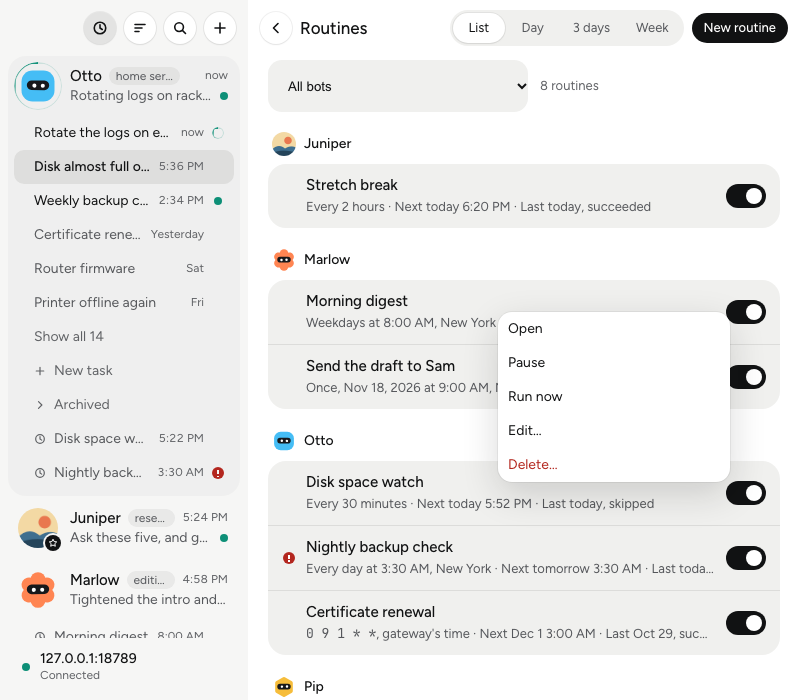 Otto home ser... now
Rotating logs on rack...
Rotate the logs on e... now
Disk almost full o... 5:36 PM
Weekly backup c... 2:34 PM
Certificate rene... Yesterday
Router firmware Sat
Printer offline again Fri
Show all 14
New task
Archived
Disk space w... 5:22 PM
Nightly back... 3:30 AM
Juniper rese... 5:24 PM
Ask these five, and g...
Marlow editi... 4:58 PM
Tightened the intro and...
Morning digest 8:00 AM
127.0.0.1:18789
Connected
Routines
List Day 3 days Week
New routine
All bots
8 routines
Juniper
Stretch break
Every 2 hours · Next today 6:20 PM · Last today, succeeded
Marlow
Morning digest
Weekdays at 8:00 AM, New York
Send the draft to Sam
Once, Nov 18, 2026 at 9:00 AM,
Open
Pause
Run now
Edit...
Delete...
Otto
Disk space watch
Every 30 minutes · Next today 5:52 PM · Last today, skipped
Nightly backup check
Every day at 3:30 AM, New York · Next tomorrow 3:30 AM · Last toda...
Certificate renewal
0 9 1 * *, gateway's time · Next Dec 1 3:00 AM · Last Oct 29, suc...
Pip